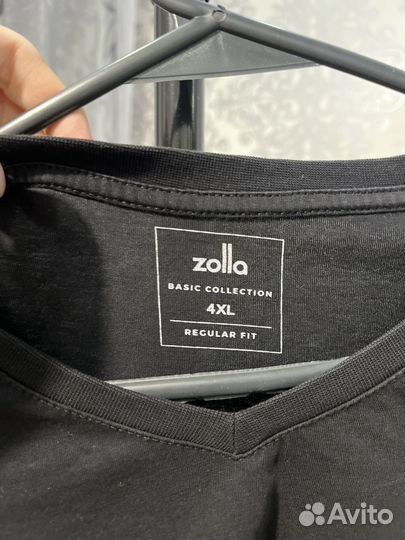 zolla
BASIC COLLECTION
4XL
REGULAR FIT
Avito